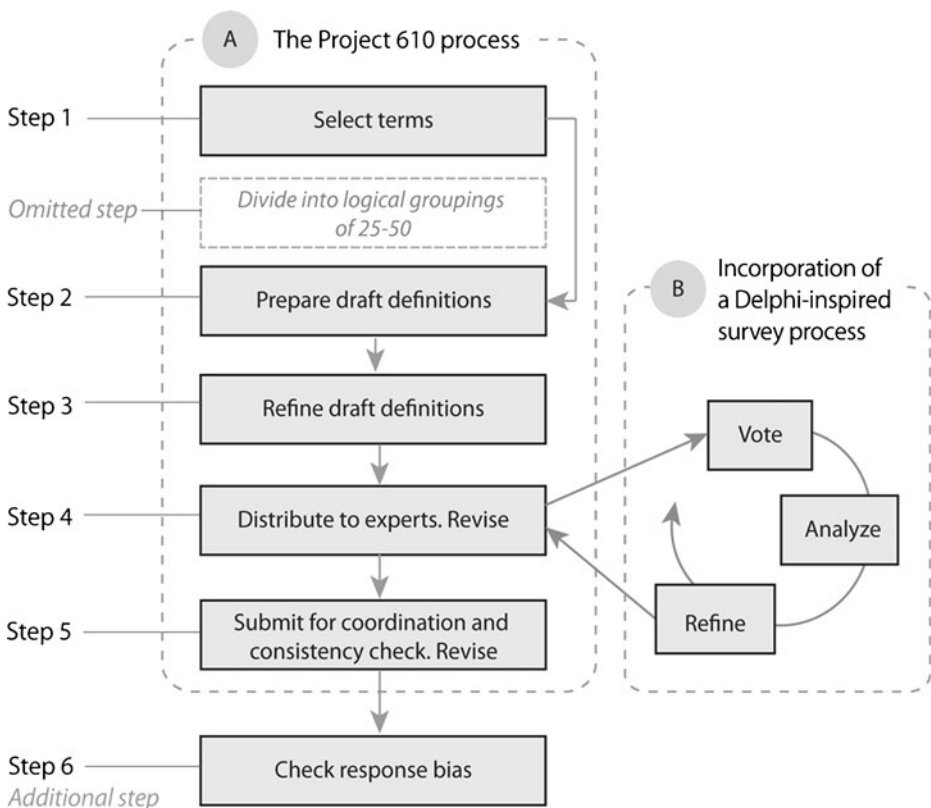 A
The Project 610 process
Step 1
Select terms
Omitted step
Divide into logical groupings
of 25-50
Step 2
Prepare draft definitions
B
Incorporation of
a Delphi-inspired
survey process
Step 3
Refine draft definitions
Vote
Step 4
Distribute to experts. Revise
Analyze
Refine
Step 5
Submit for coordination and
consistency check. Revise
Step 6
Additional step
Check response bias